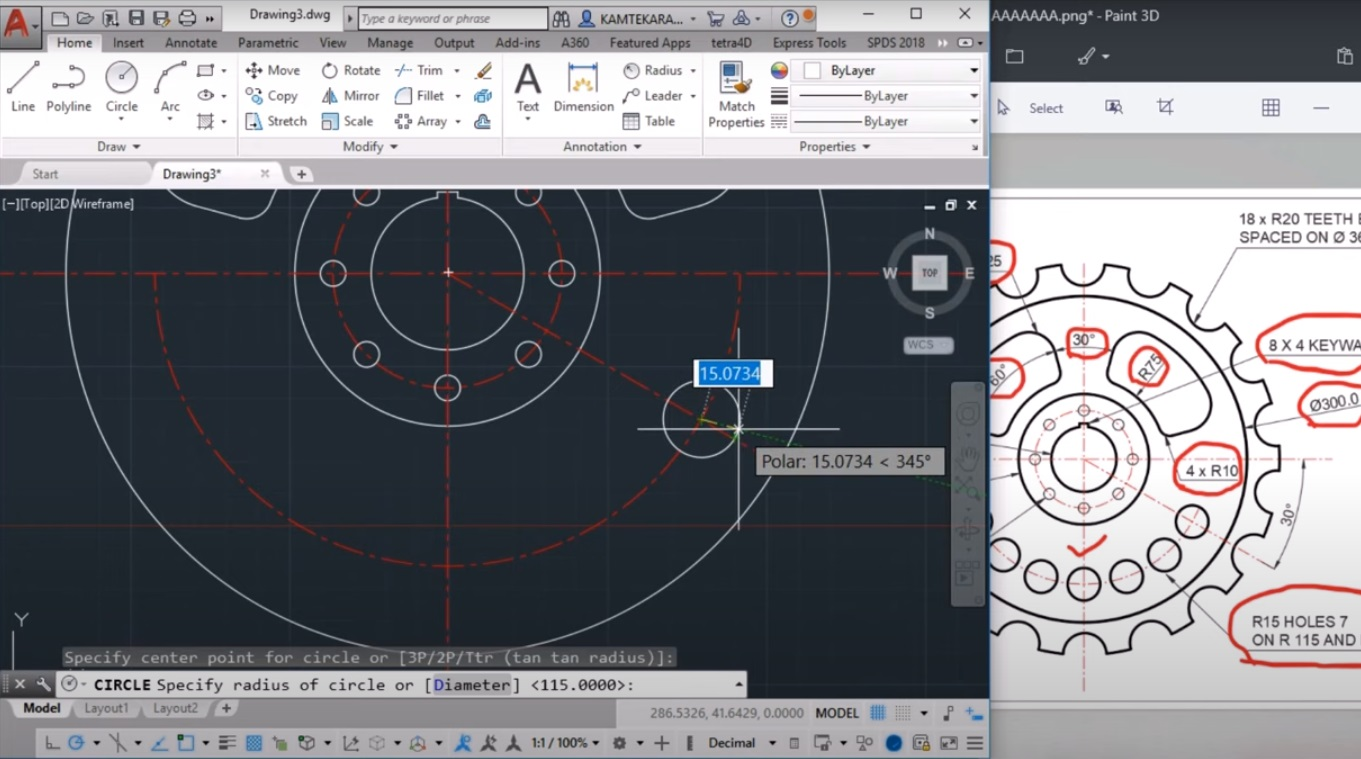 Drawing3.dwg
Type a keyword or phrase
KAMTEKARA...
AAAAAAA.png* - Paint 3D
Home Insert Annotate Parametric View Manage Output Add-ins A360 Featured Apps tetra4D Express Tools SPDS 2018
Line Polyline Circle Arc
Move Rotate Trim
Copy Mirror Fillet
Stretch Scale Array
Text Dimension
Radius
Leader
Table
Match
Properties
ByLayer
ByLayer
ByLayer
Select
Draw Modify Annotation Properties
Start Drawing3*
[−][Top][2D Wireframe]
N
W TOP E
S
WCS
15.0734
Polar: 15.0734 < 345°
Y
Specify center point for circle or [3P/2P/Ttr (tan tan radius)]:
CIRCLE Specify radius of circle or [Diameter] <115.0000>:
Model Layout1 Layout2
286.5326, 41.6429, 0.0000 MODEL
1:1 / 100% Decimal
18 x R20 TEETH E
SPACED ON Ø 36
25
30°
8 X 4 KEYWA
60°
R75
Ø300.0
4 x R10
30°
R15 HOLES 7
ON R 115 AND